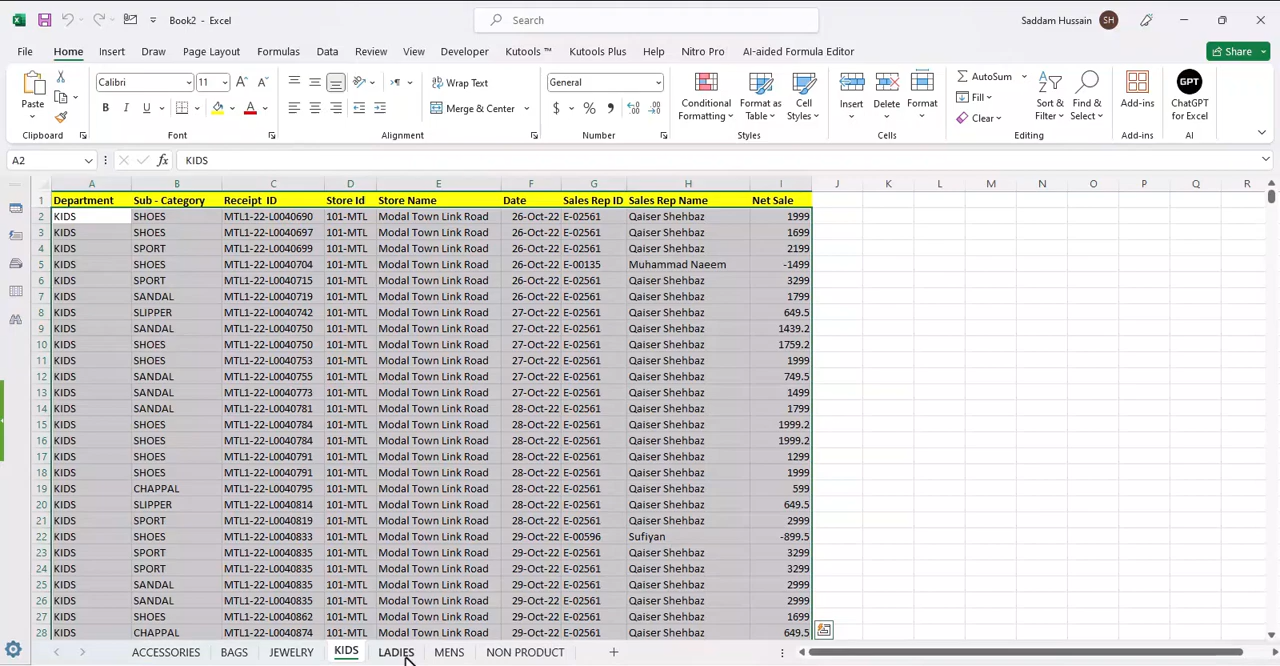 Book2 - Excel
Search
Saddam Hussain SH
File Home Insert Draw Page Layout Formulas Data Review View Developer Kutools ™ Kutools Plus Help Nitro Pro AI-aided Formula Editor Share
Paste
Clipboard
Calibri 11
B I U A
Font
Wrap Text
Merge & Center
Alignment
General
$ % ,
Number
Conditional Formatting
Format as Table
Cell Styles
Styles
Insert Delete Format
Cells
AutoSum
Fill
Clear
Sort & Filter
Find & Select
Editing
Add-ins
Add-ins
GPT
ChatGPT for Excel
AI
A2 fx KIDS
A B C D E F G H I J K L M N O P Q R
1 Department Sub - Category Receipt ID Store Id Store Name Date Sales Rep ID Sales Rep Name Net Sale
2 KIDS SHOES MTL1-22-L0040690 101-MTL Modal Town Link Road 26-Oct-22 E-02561 Qaiser Shehbaz 1999
3 KIDS SHOES MTL1-22-L0040697 101-MTL Modal Town Link Road 26-Oct-22 E-02561 Qaiser Shehbaz 1699
4 KIDS SPORT MTL1-22-L0040699 101-MTL Modal Town Link Road 26-Oct-22 E-02561 Qaiser Shehbaz 2199
5 KIDS SHOES MTL1-22-L0040704 101-MTL Modal Town Link Road 26-Oct-22 E-00135 Muhammad Naeem -1499
6 KIDS SPORT MTL1-22-L0040715 101-MTL Modal Town Link Road 26-Oct-22 E-02561 Qaiser Shehbaz 3299
7 KIDS SANDAL MTL1-22-L0040719 101-MTL Modal Town Link Road 26-Oct-22 E-02561 Qaiser Shehbaz 1799
8 KIDS SLIPPER MTL1-22-L0040742 101-MTL Modal Town Link Road 27-Oct-22 E-02561 Qaiser Shehbaz 649.5
9 KIDS SANDAL MTL1-22-L0040750 101-MTL Modal Town Link Road 27-Oct-22 E-02561 Qaiser Shehbaz 1439.2
10 KIDS SHOES MTL1-22-L0040750 101-MTL Modal Town Link Road 27-Oct-22 E-02561 Qaiser Shehbaz 1759.2
11 KIDS SHOES MTL1-22-L0040753 101-MTL Modal Town Link Road 27-Oct-22 E-02561 Qaiser Shehbaz 1999
12 KIDS SANDAL MTL1-22-L0040755 101-MTL Modal Town Link Road 27-Oct-22 E-02561 Qaiser Shehbaz 749.5
13 KIDS SANDAL MTL1-22-L0040773 101-MTL Modal Town Link Road 27-Oct-22 E-02561 Qaiser Shehbaz 1499
14 KIDS SANDAL MTL1-22-L0040781 101-MTL Modal Town Link Road 28-Oct-22 E-02561 Qaiser Shehbaz 1799
15 KIDS SHOES MTL1-22-L0040784 101-MTL Modal Town Link Road 28-Oct-22 E-02561 Qaiser Shehbaz 1999.2
16 KIDS SHOES MTL1-22-L0040784 101-MTL Modal Town Link Road 28-Oct-22 E-02561 Qaiser Shehbaz 1999.2
17 KIDS SHOES MTL1-22-L0040791 101-MTL Modal Town Link Road 28-Oct-22 E-02561 Qaiser Shehbaz 1299
18 KIDS SHOES MTL1-22-L0040791 101-MTL Modal Town Link Road 28-Oct-22 E-02561 Qaiser Shehbaz 1999
19 KIDS CHAPPAL MTL1-22-L0040795 101-MTL Modal Town Link Road 28-Oct-22 E-02561 Qaiser Shehbaz 599
20 KIDS SLIPPER MTL1-22-L0040814 101-MTL Modal Town Link Road 28-Oct-22 E-02561 Qaiser Shehbaz 649.5
21 KIDS SPORT MTL1-22-L0040819 101-MTL Modal Town Link Road 28-Oct-22 E-02561 Qaiser Shehbaz 2999
22 KIDS SHOES MTL1-22-L0040833 101-MTL Modal Town Link Road 29-Oct-22 E-00596 Sufiyan -899.5
23 KIDS SPORT MTL1-22-L0040835 101-MTL Modal Town Link Road 29-Oct-22 E-02561 Qaiser Shehbaz 3299
24 KIDS SPORT MTL1-22-L0040835 101-MTL Modal Town Link Road 29-Oct-22 E-02561 Qaiser Shehbaz 3299
25 KIDS SANDAL MTL1-22-L0040835 101-MTL Modal Town Link Road 29-Oct-22 E-02561 Qaiser Shehbaz 2999
26 KIDS SANDAL MTL1-22-L0040835 101-MTL Modal Town Link Road 29-Oct-22 E-02561 Qaiser Shehbaz 2999
27 KIDS SHOES MTL1-22-L0040862 101-MTL Modal Town Link Road 29-Oct-22 E-02561 Qaiser Shehbaz 1699
28 KIDS CHAPPAL MTL1-22-L0040874 101-MTL Modal Town Link Road 29-Oct-22 E-02561 Qaiser Shehbaz 649.5
ACCESSORIES BAGS JEWELRY KIDS LADIES MENS NON PRODUCT